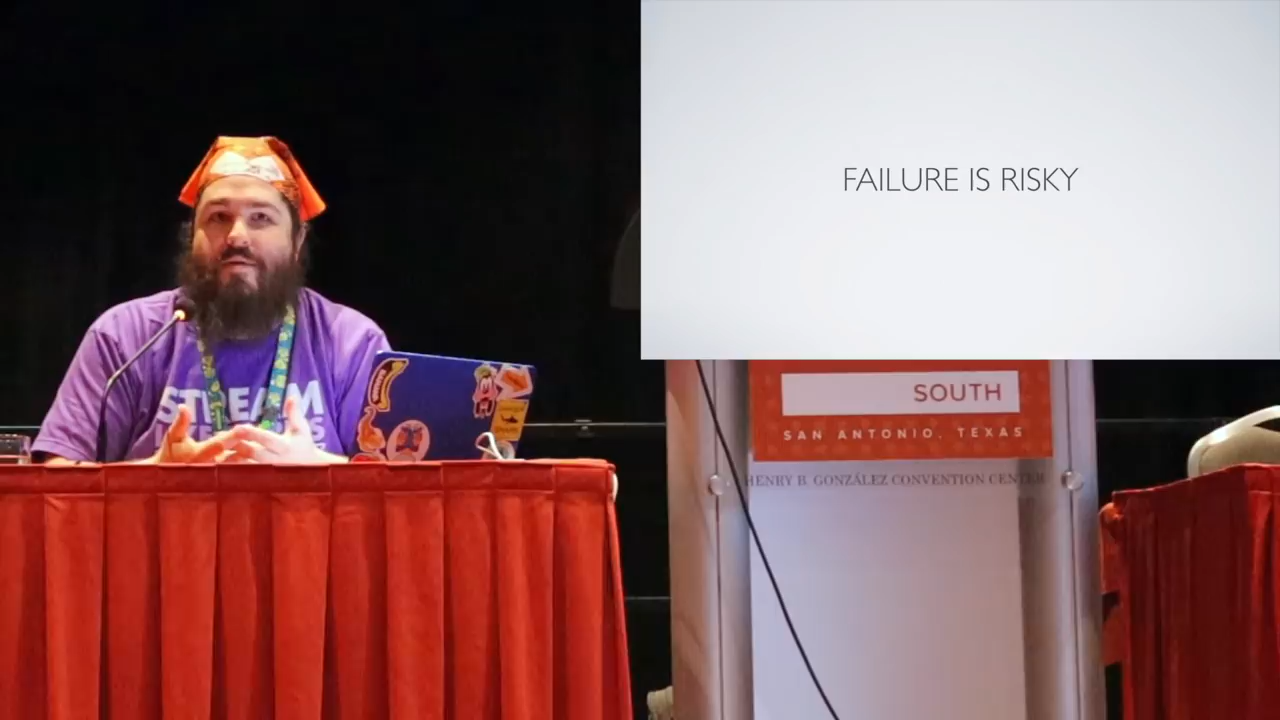 FAILURE IS RISKY
STREAM
SOUTH
SAN ANTONIO, TEXAS
HENRY B. GONZÁLEZ CONVENTION CENTER